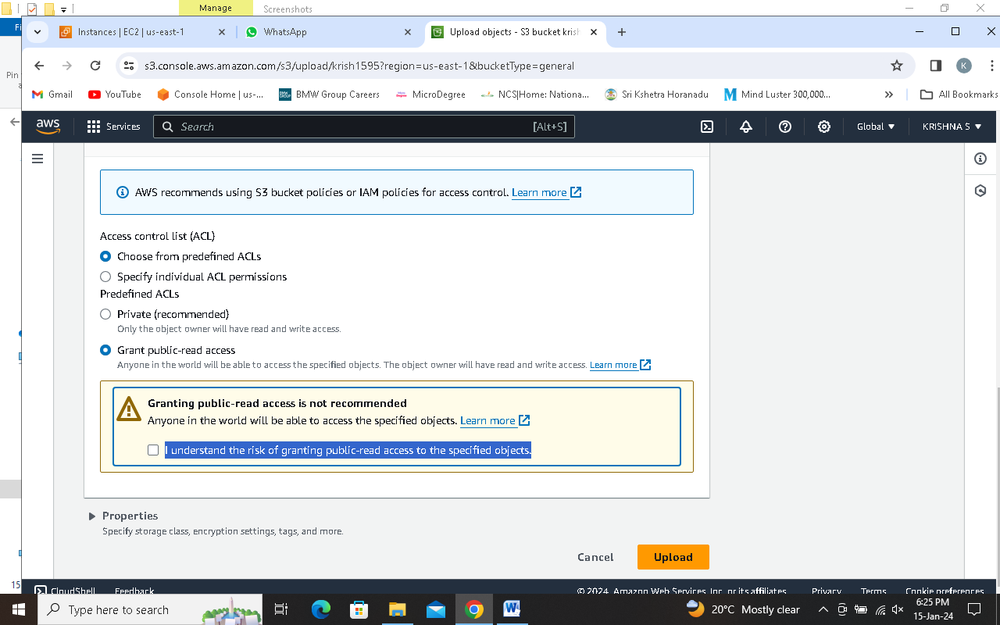 Manage
Screenshots
Fi
Instances | EC2 | us-east-1
WhatsApp
Upload objects - S3 bucket krish
s3.console.aws.amazon.com/s3/upload/krish1595?region=us-east-1&bucketType=general
K
Pin
a
Gmail
YouTube
Console Home | us-...
BMW Group Careers
MicroDegree
NCS|Home: Nationa...
Sri Kshetra Horanadu
Mind Luster 300,000...
All Bookmarks
aws
Services
Search
[Alt+S]
Global
KRISHNA S
AWS recommends using S3 bucket policies or IAM policies for access control. Learn more
Access control list (ACL)
Choose from predefined ACLs
Specify individual ACL permissions
Predefined ACLs
Private (recommended)
Only the object owner will have read and write access.
Grant public-read access
Anyone in the world will be able to access the specified objects. The object owner will have read and write access. Learn more
Granting public-read access is not recommended
Anyone in the world will be able to access the specified objects. Learn more
I understand the risk of granting public-read access to the specified objects.
Properties
Specify storage class, encryption settings, tags, and more.
Cancel
Upload
15
CloudShell
Feedback
© 2024, Amazon Web Services, Inc. or its affiliates.
Privacy
Terms
Cookie preferences
Type here to search
20°C Mostly clear
6:25 PM
15-Jan-24